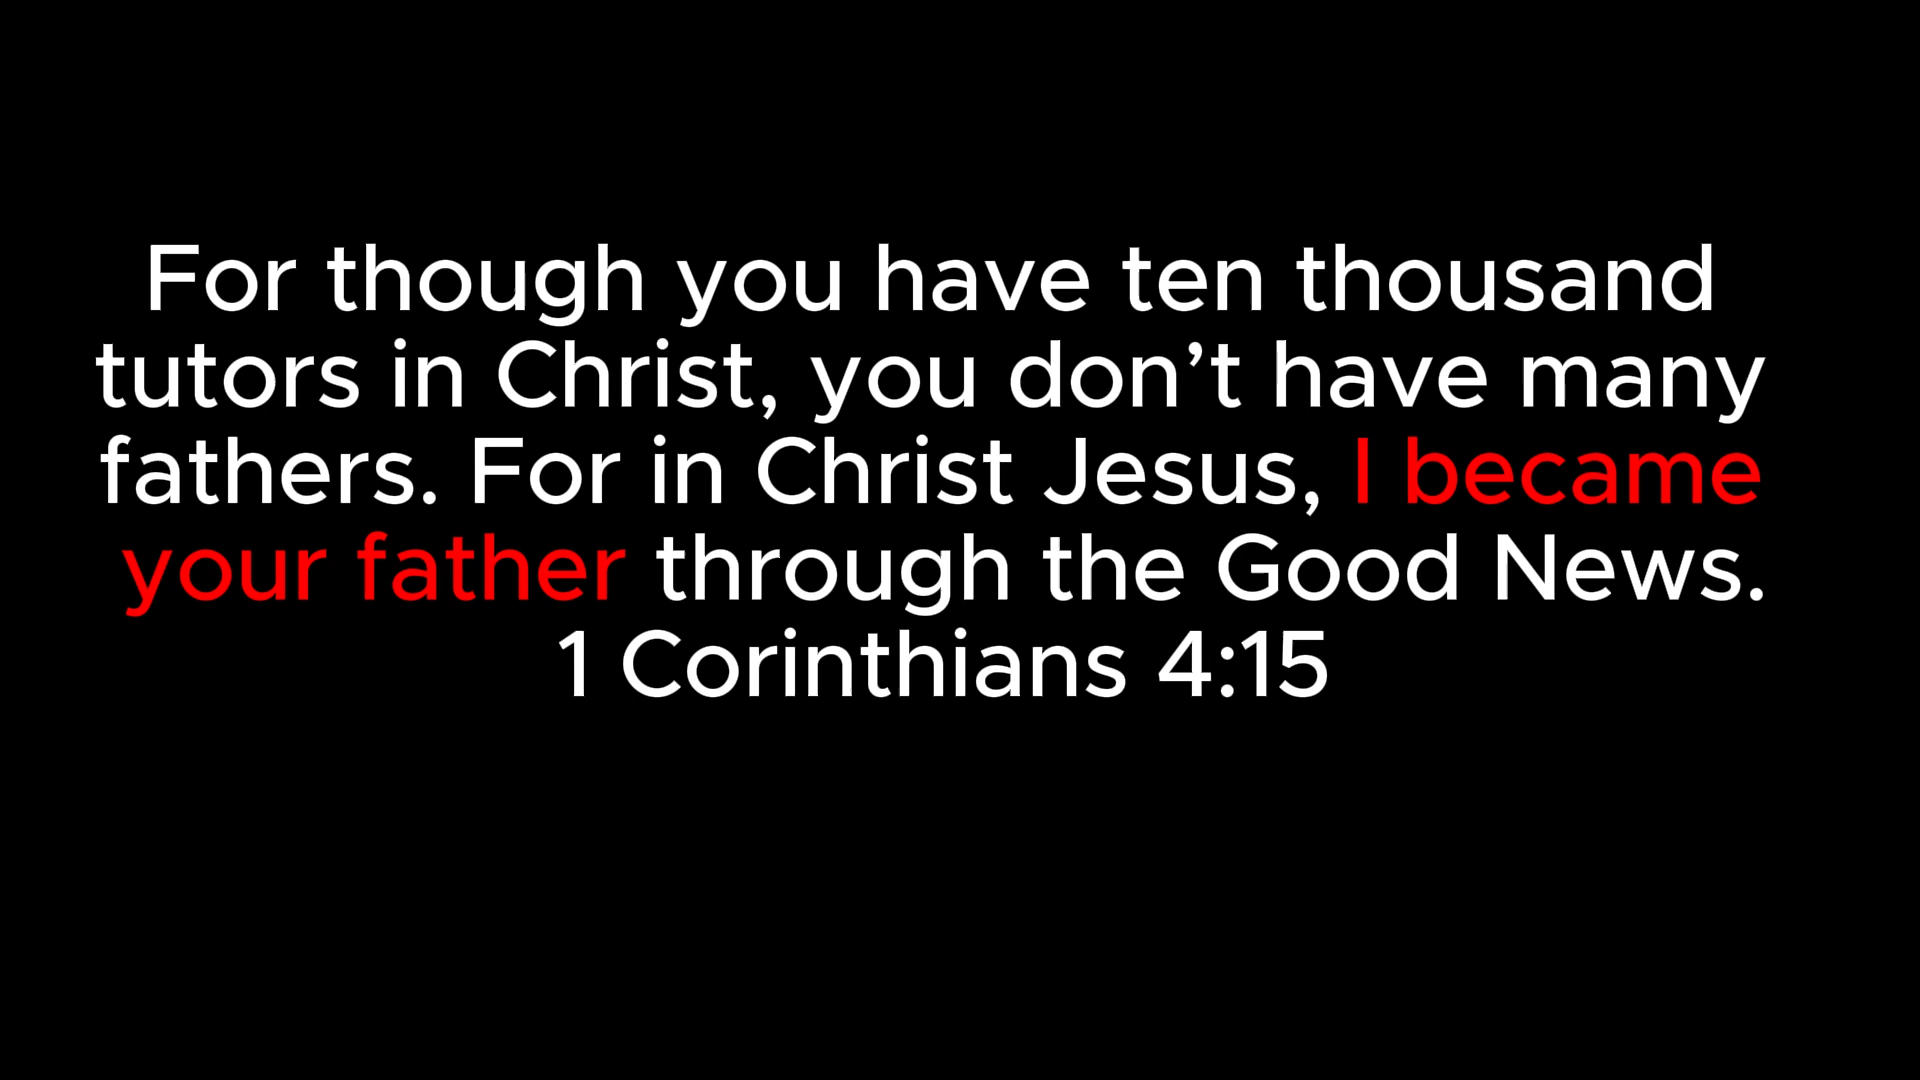 For though you have ten thousand
tutors in Christ, you don’t have many
fathers. For in Christ Jesus, I became
your father through the Good News.
1 Corinthians 4:15